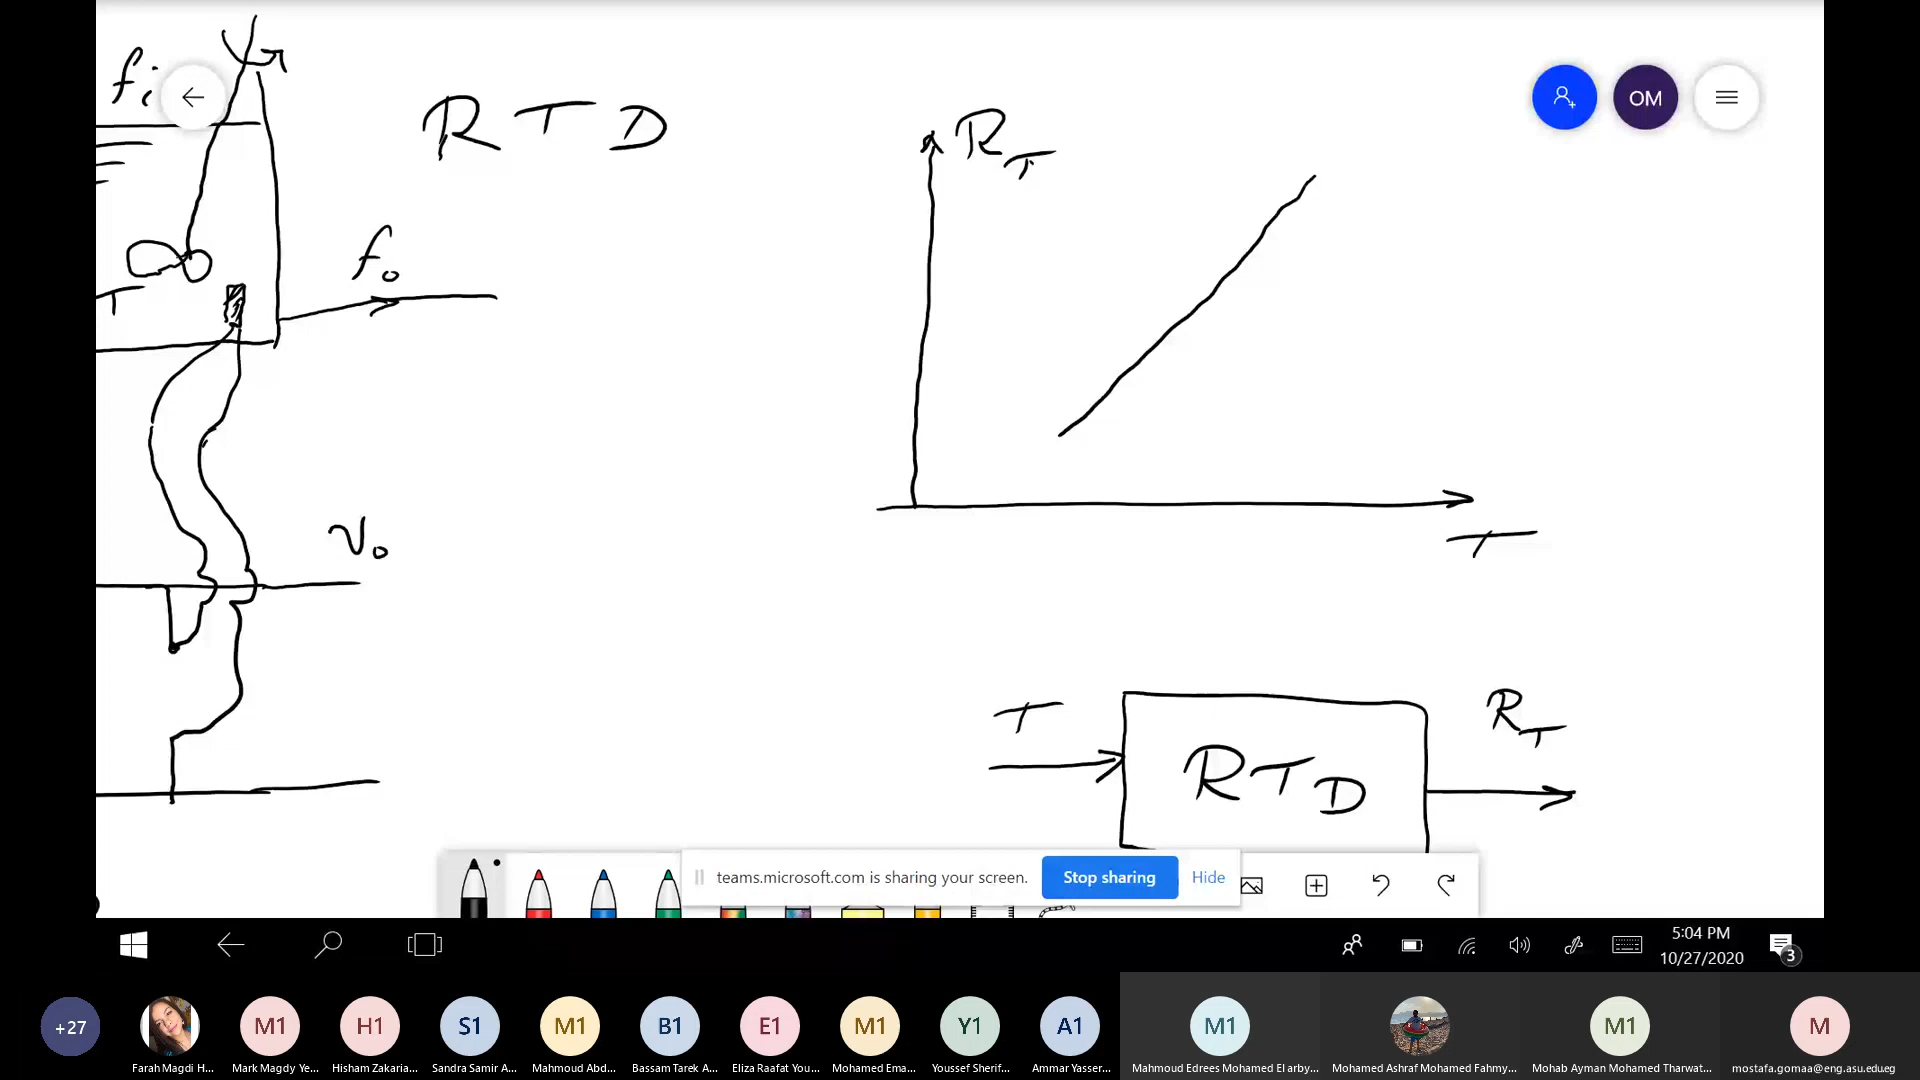 fi
RTD
R_T
OM
fo
T
T
vo
T
RTD
R_T
teams.microsoft.com is sharing your screen.
Stop sharing
Hide
5:04 PM
10/27/2020
3
+27
M1
H1
S1
M1
B1
E1
M1
Y1
A1
M1
M1
M
Farah Magdi H...
Mark Magdy Ye...
Hisham Zakaria...
Sandra Samir A...
Mahmoud Abd...
Bassam Tarek A...
Eliza Raafat You...
Mohamed Ema...
Youssef Sherif...
Ammar Yasser...
Mahmoud Edrees Mohamed El arby...
Mohamed Ashraf Mohamed Fahmy...
Mohab Ayman Mohamed Tharwat...
mostafa.gomaa@eng.asu.edu.eg